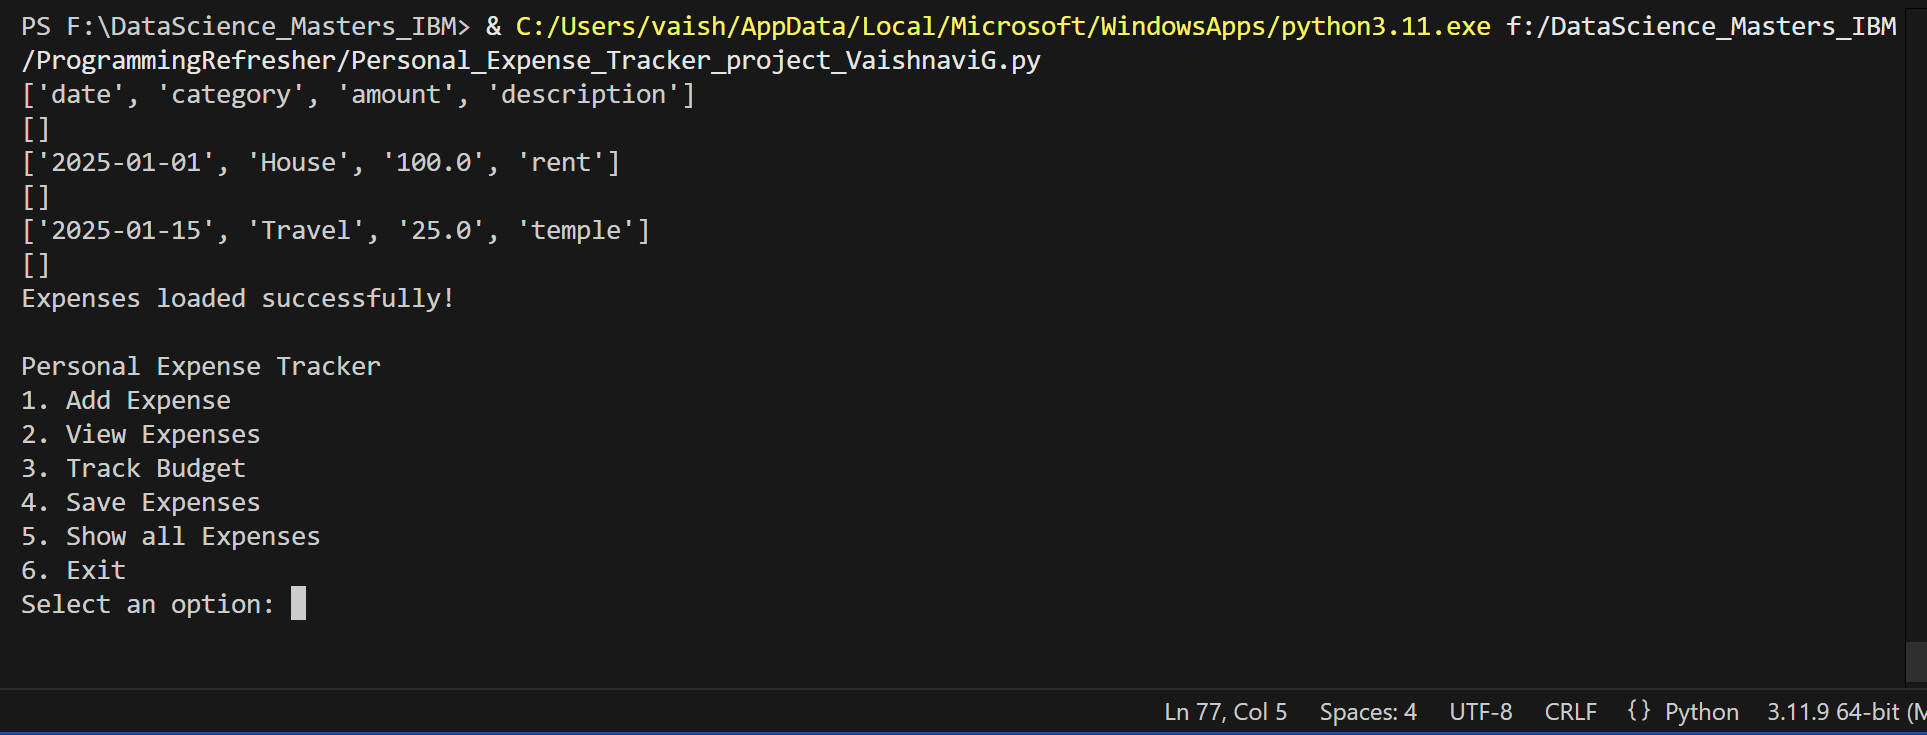 PS F:\DataScience_Masters_IBM> & C:/Users/vaish/AppData/Local/Microsoft/WindowsApps/python3.11.exe f:/DataScience_Masters_IBM
/ProgrammingRefresher/Personal_Expense_Tracker_project_VaishnaviG.py
['date', 'category', 'amount', 'description']
[]
['2025-01-01', 'House', '100.0', 'rent']
[]
['2025-01-15', 'Travel', '25.0', 'temple']
[]
Expenses loaded successfully!
Personal Expense Tracker
1. Add Expense
2. View Expenses
3. Track Budget
4. Save Expenses
5. Show all Expenses
6. Exit
Select an option:
Ln 77, Col 5 Spaces: 4 UTF-8 CRLF {} Python 3.11.9 64-bit (M